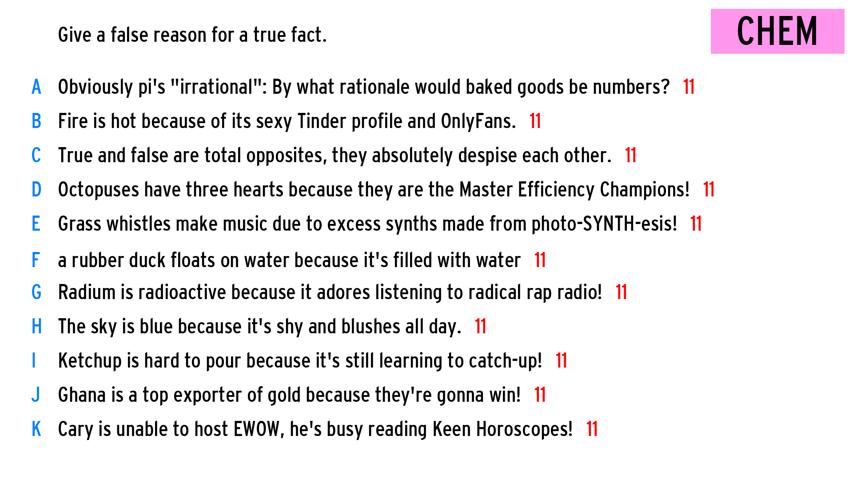 Give a false reason for a true fact.
CHEM
A Obviously pi's "irrational": By what rationale would baked goods be numbers? 11
B Fire is hot because of its sexy Tinder profile and OnlyFans. 11
C True and false are total opposites, they absolutely despise each other. 11
D Octopuses have three hearts because they are the Master Efficiency Champions! 11
E Grass whistles make music due to excess synths made from photo-SYNTH-esis! 11
F a rubber duck floats on water because it's filled with water 11
G Radium is radioactive because it adores listening to radical rap radio! 11
H The sky is blue because it's shy and blushes all day. 11
I Ketchup is hard to pour because it's still learning to catch-up! 11
J Ghana is a top exporter of gold because they're gonna win! 11
K Cary is unable to host EWOW, he's busy reading Keen Horoscopes! 11